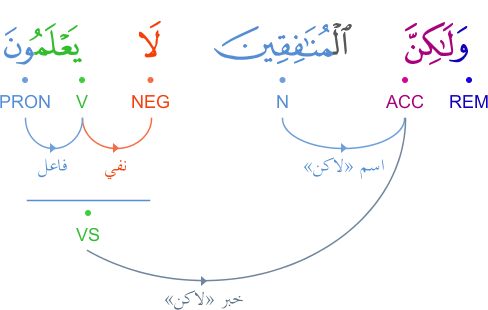 وَلَٰكِنَّ ٱلْمُنَٰفِقِينَ لَا يَعْلَمُونَ
REM ACC N NEG V PRON
اسم «لاكن» نفي فاعل
VS
خبر «لاكن»